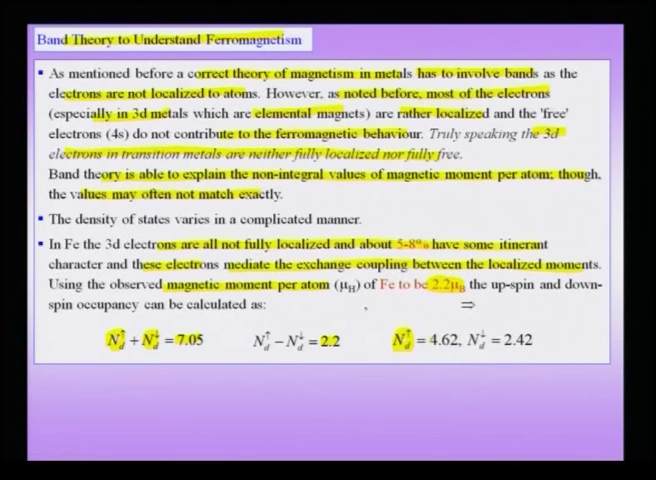 Band Theory to Understand Ferromagnetism
▪ As mentioned before a correct theory of magnetism in metals has to involve bands as the
electrons are not localized to atoms. However, as noted before, most of the electrons
(especially in 3d metals which are elemental magnets) are rather localized and the 'free'
electrons (4s) do not contribute to the ferromagnetic behaviour. Truly speaking the 3d
electrons in transition metals are neither fully localized nor fully free.
Band theory is able to explain the non-integral values of magnetic moment per atom; though,
the values may often not match exactly.
▪ The density of states varies in a complicated manner.
▪ In Fe the 3d electrons are all not fully localized and about 5-8% have some itinerant
character and these electrons mediate the exchange coupling between the localized moments.
Using the observed magnetic moment per atom (μH) of Fe to be 2.2μB the up-spin and down-
spin occupancy can be calculated as: ⇒
N↑d + N↓d = 7.05 N↑d − N↓d = 2.2 N↑d = 4.62, N↓d = 2.42